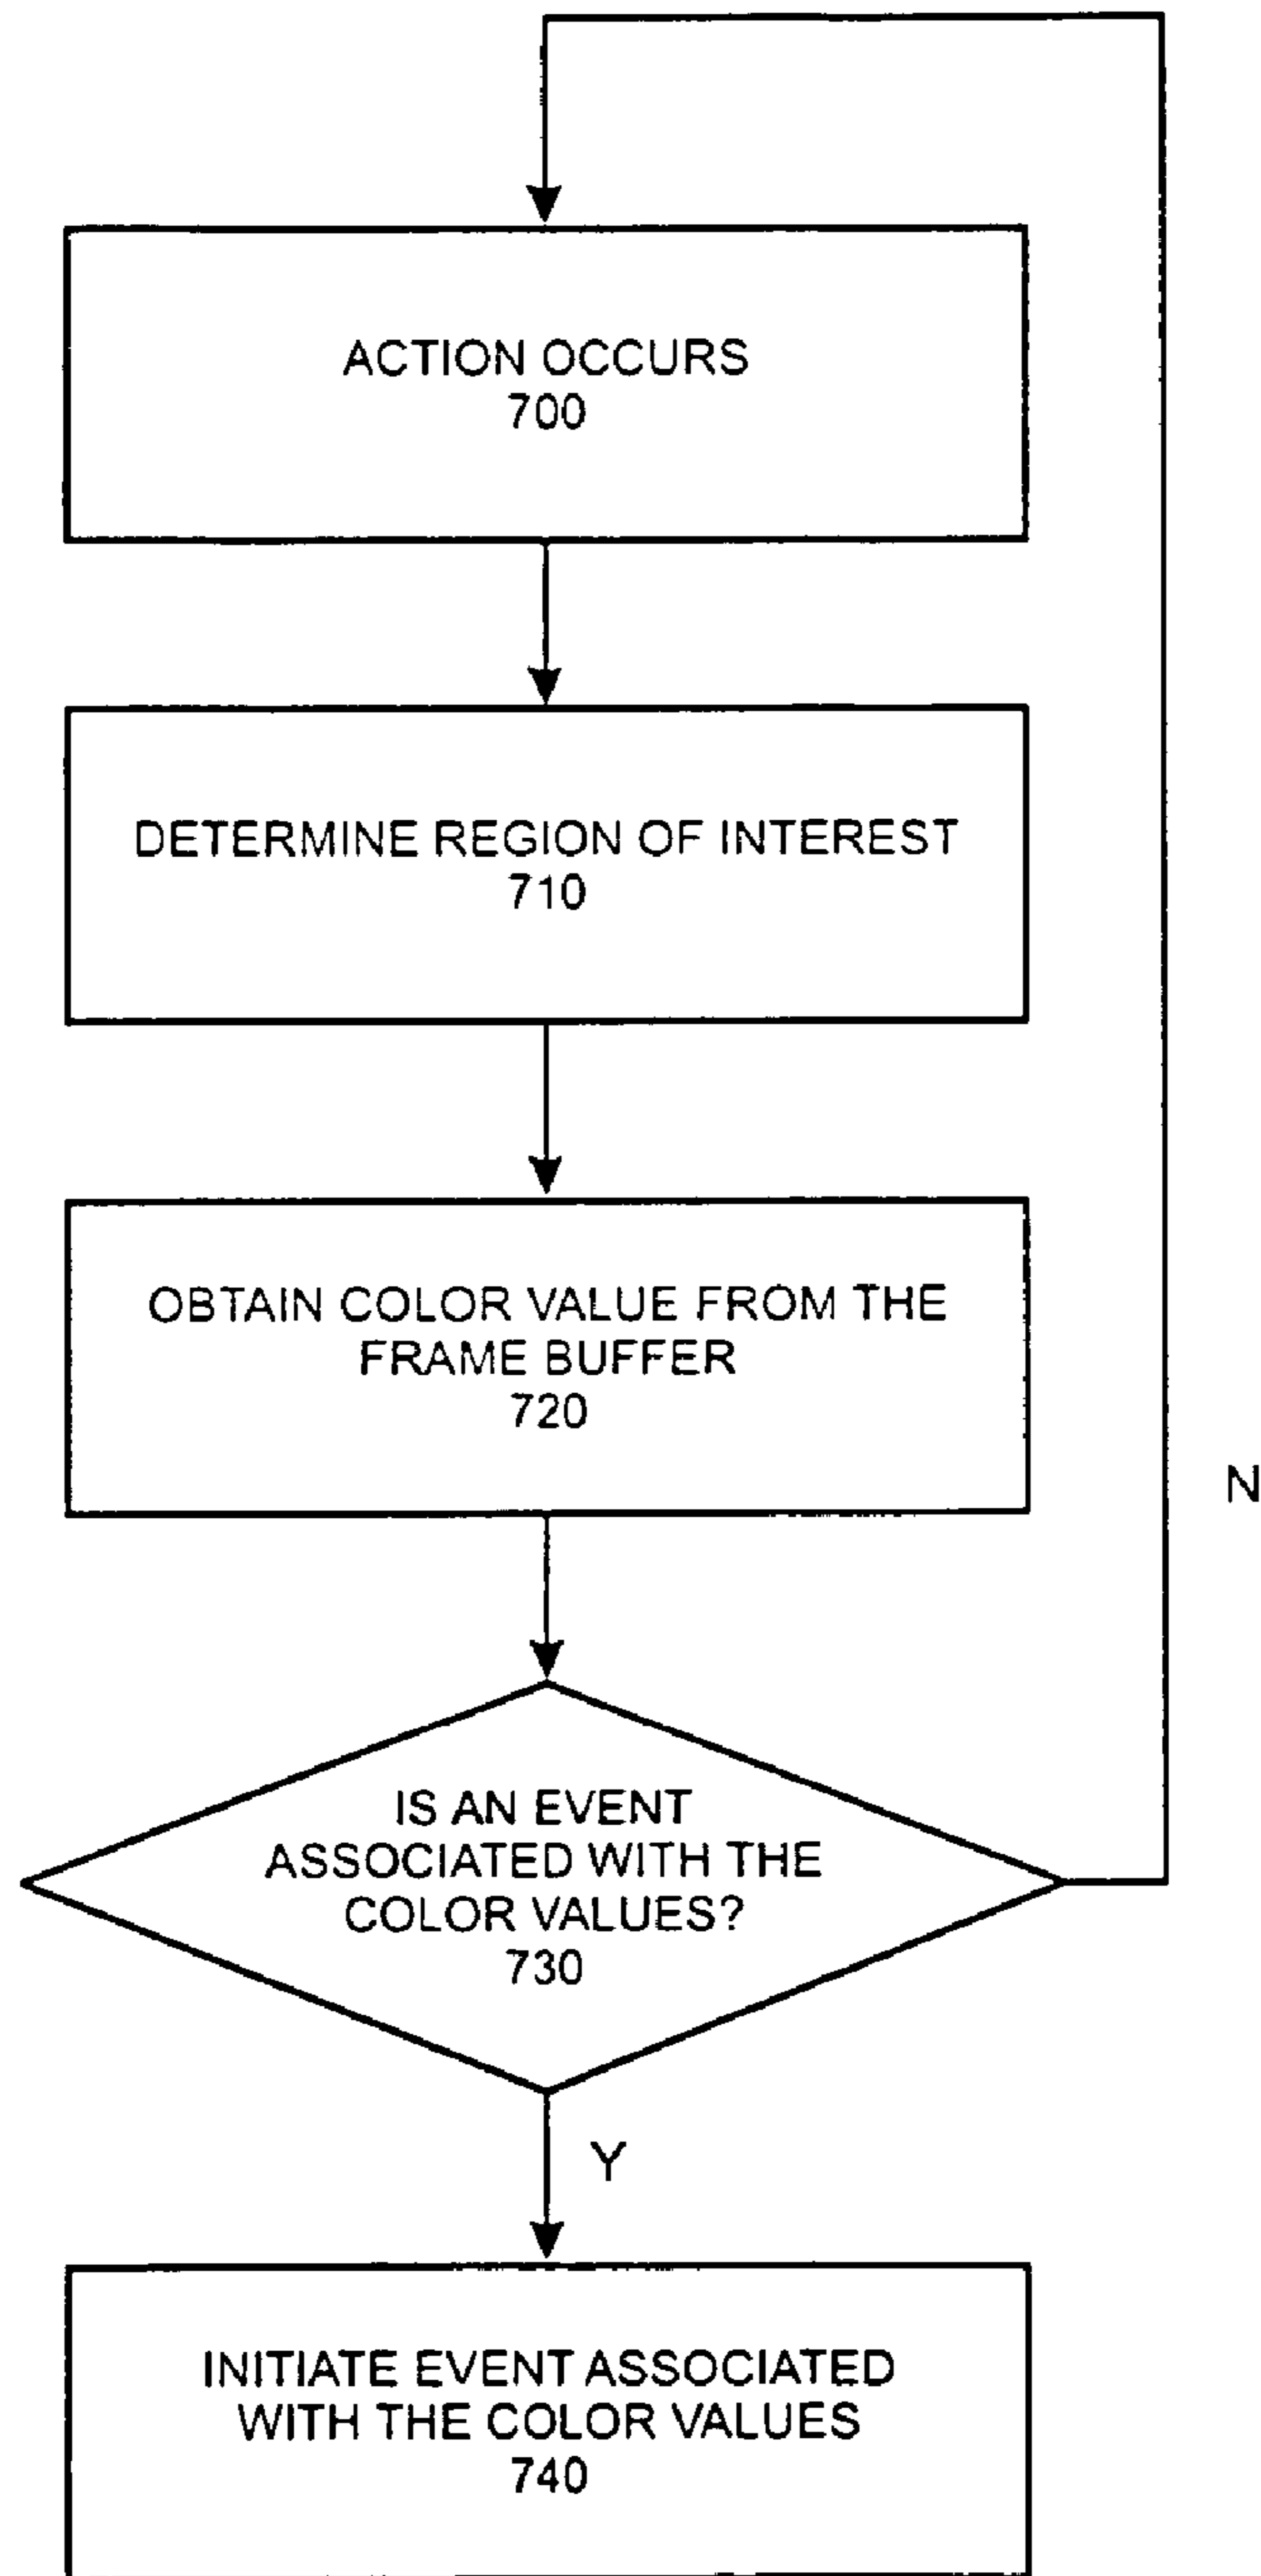 ACTION OCCURS
700
DETERMINE REGION OF INTEREST
710
OBTAIN COLOR VALUE FROM THE
FRAME BUFFER
720
N
IS AN EVENT
ASSOCIATED WITH THE
COLOR VALUES?
730
Y
INITIATE EVENT ASSOCIATED
WITH THE COLOR VALUES
740